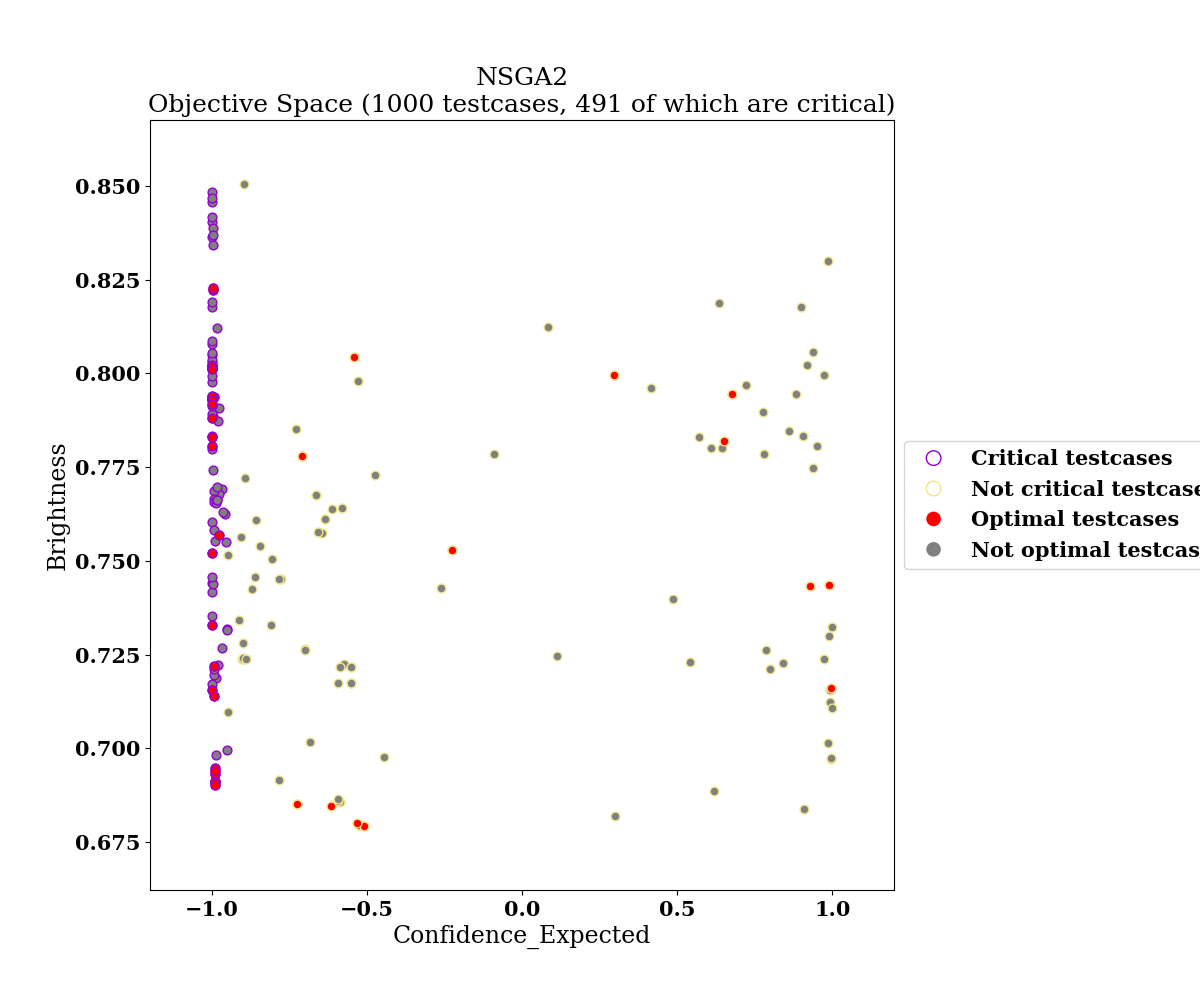 NSGA2
Objective Space (1000 testcases, 491 of which are critical)
0.850
0.825
0.800
0.775
0.750
0.725
0.700
0.675
Brightness
−1.0
−0.5
0.0
0.5
1.0
Confidence_Expected
Critical testcases
Not critical testcase
Optimal testcases
Not optimal testcas